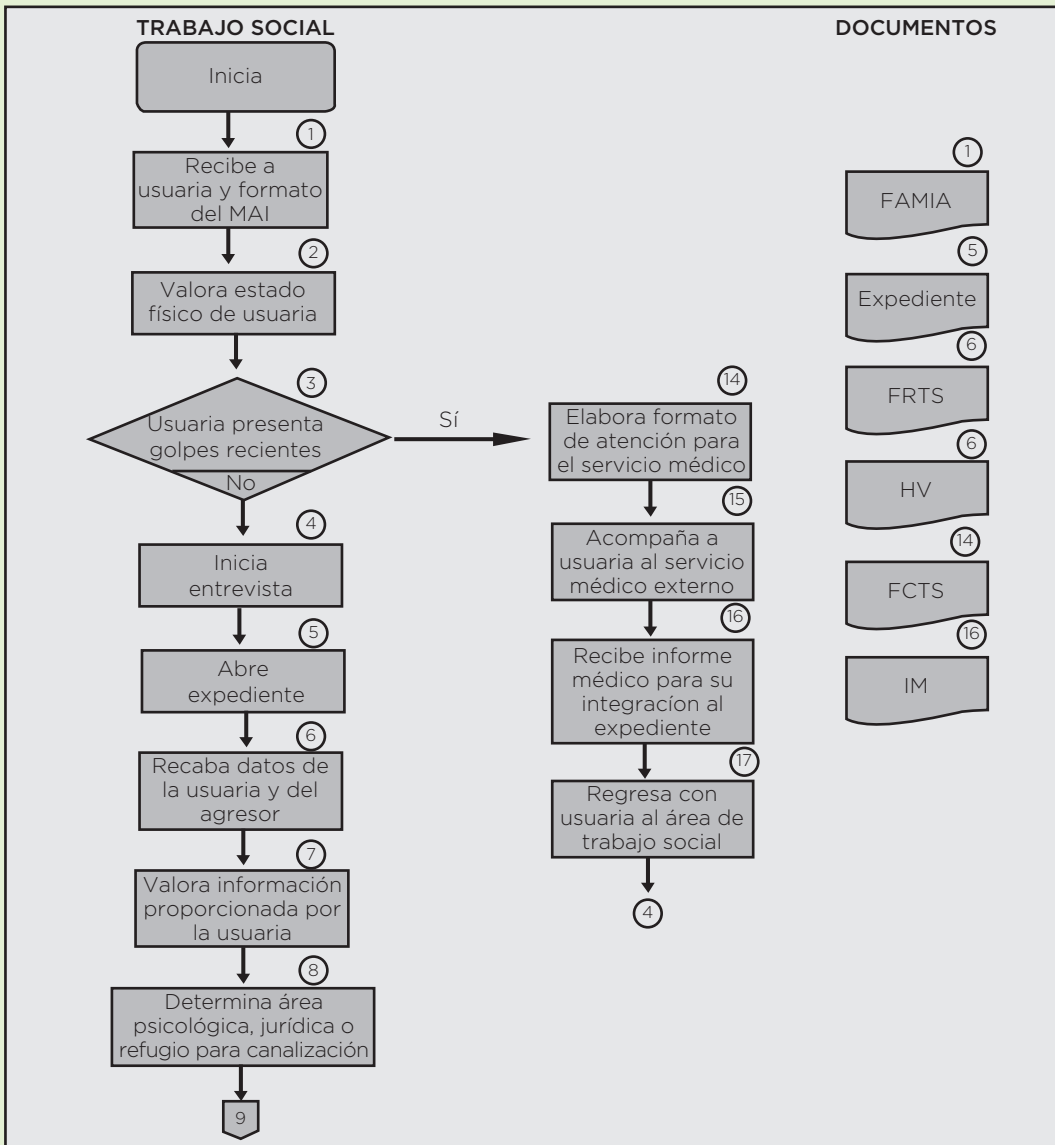 TRABAJO SOCIAL
Inicia
1
Recibe a
usuaria y formato
del MAI
2
Valora estado
físico de usuaria
3
Usuaria presenta
golpes recientes
No
Sí
4
Inicia
entrevista
5
Abre
expediente
6
Recaba datos de
la usuaria y del
agresor
7
Valora información
proporcionada por
la usuaria
8
Determina área
psicológica, jurídica o
refugio para canalización
9
14
Elabora formato
de atención para
el servicio médico
15
Acompaña a
usuaria al servicio
médico externo
16
Recibe informe
médico para su
integracíon al
expediente
17
Regresa con
usuaria al área de
trabajo social
4
DOCUMENTOS
1
FAMIA
5
Expediente
6
FRTS
6
HV
14
FCTS
16
IM